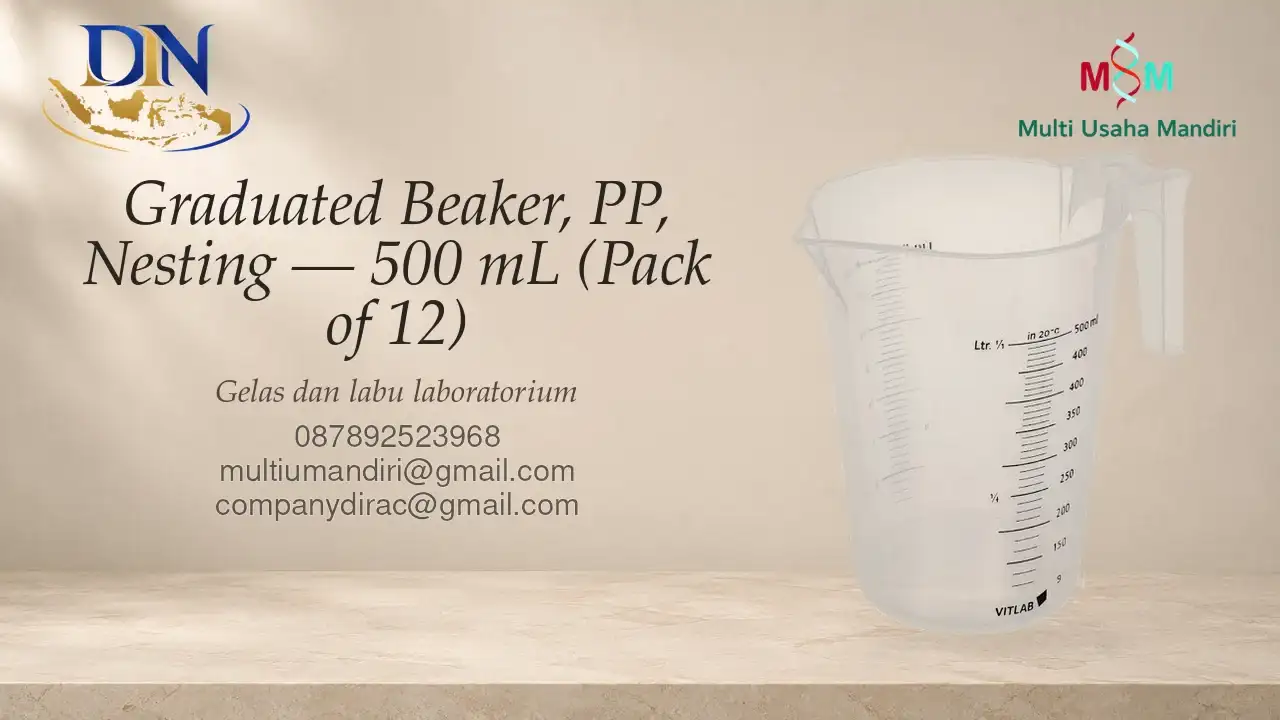 DIN
M M
Multi Usaha Mandiri
Graduated Beaker, PP,
Nesting — 500 mL (Pack
of 12)
Gelas dan labu laboratorium
087892523968
multiumandiri@gmail.com
companydirac@gmail.com
Ltr. ½ in 20°C 500 ml
400
400
350
300
250
¼
200
150
9
VITLAB